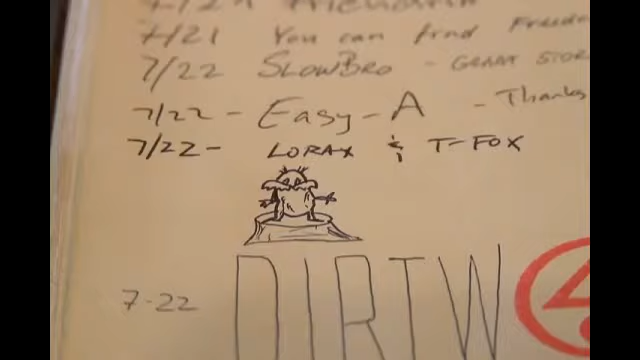 7/21 You can find Freedo
7/22 SLOWBRO - GREAT STOR
7/22 - Easy-A - Thanks
7/22 - LORAX & T-FOX
7-22 DIRTW